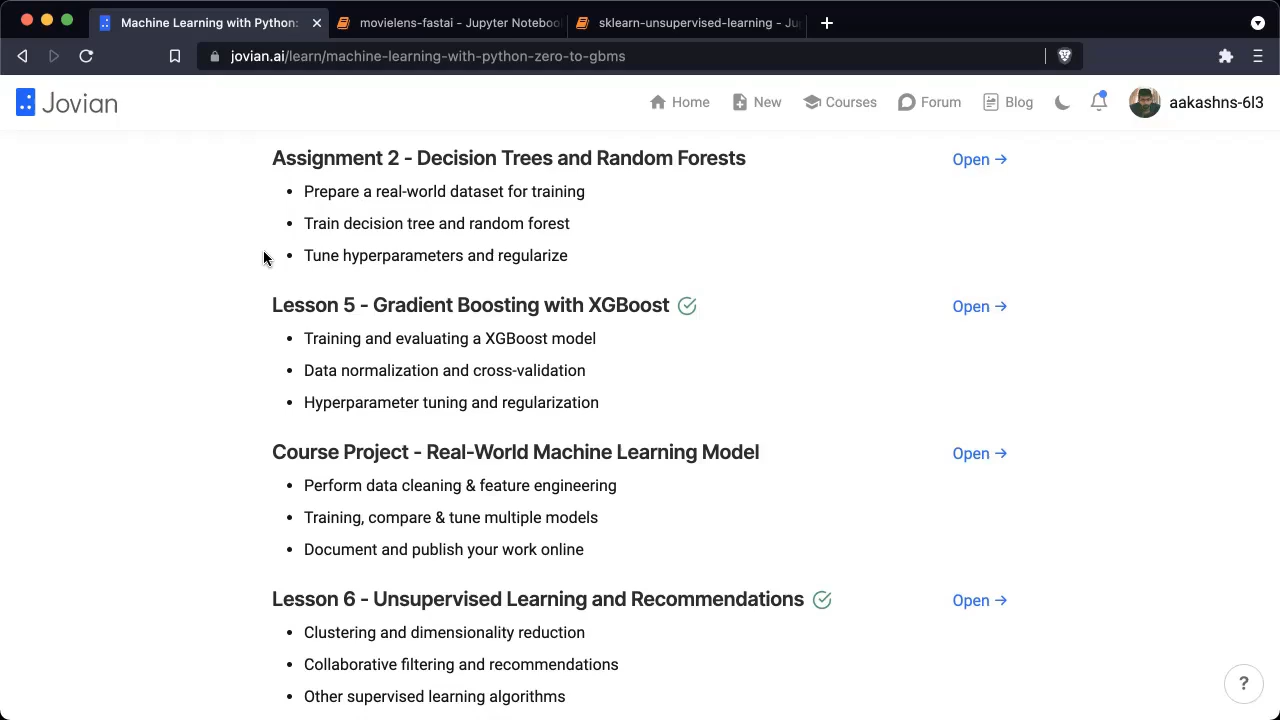 Machine Learning with Python:
movielens-fastai - Jupyter Noteboo
sklearn-unsupervised-learning - Ju
jovian.ai/learn/machine-learning-with-python-zero-to-gbms
Jovian
Home
New
Courses
Forum
Blog
aakashns-6l3
Assignment 2 - Decision Trees and Random Forests
Open →
• Prepare a real-world dataset for training
• Train decision tree and random forest
• Tune hyperparameters and regularize
Lesson 5 - Gradient Boosting with XGBoost
Open →
• Training and evaluating a XGBoost model
• Data normalization and cross-validation
• Hyperparameter tuning and regularization
Course Project - Real-World Machine Learning Model
Open →
• Perform data cleaning & feature engineering
• Training, compare & tune multiple models
• Document and publish your work online
Lesson 6 - Unsupervised Learning and Recommendations
Open →
• Clustering and dimensionality reduction
• Collaborative filtering and recommendations
• Other supervised learning algorithms
?